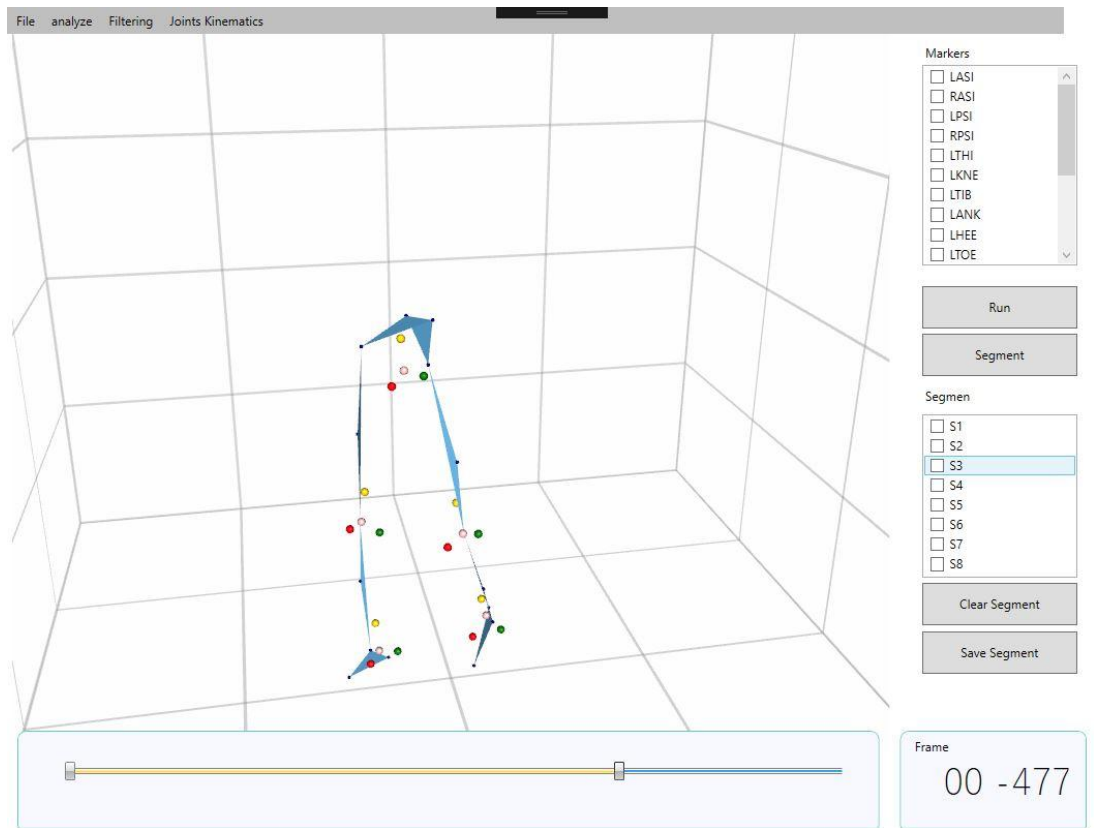 File analyze Filtering Joints Kinematics
Markers
LASI
RASI
LPSI
RPSI
LTHI
LKNE
LTIB
LANK
LHEE
LTOE
Run
Segment
Segmen
S1
S2
S3
S4
S5
S6
S7
S8
Clear Segment
Save Segment
Frame
00 -477